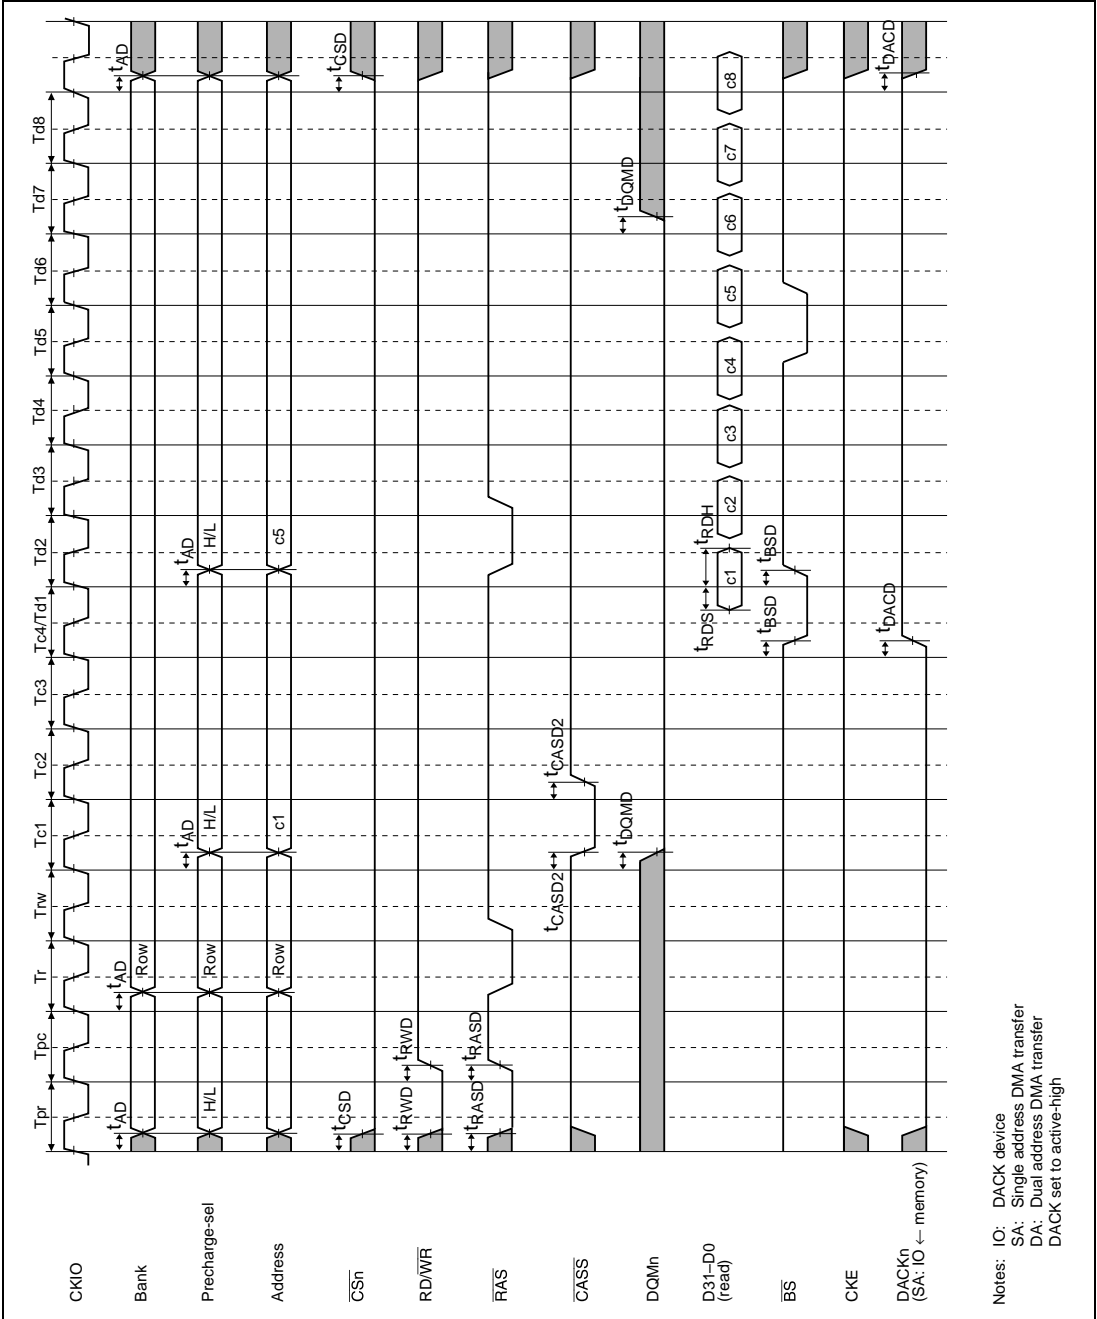 Tpr Tpc Tr Trw Tc1 Tc2 Tc3 Tc4/Td1 Td2 Td3 Td4 Td5 Td6 Td7 Td8
CKIO
Bank
tAD
tAD
Row
tAD
Precharge-sel
H/L
Row
tAD
H/L
tAD
H/L
Address
Row
c1
c5
CSn
tCSD
tCSD
RD/WR
tRWD
tRWD
RAS
tRASD
tRASD
CASS
tCASD2
tCASD2
DQMn
tDQMD
tDQMD
D31–D0
(read)
tRDS
tRDH
c1 c2 c3 c4 c5 c6 c7 c8
BS
tBSD
tBSD
CKE
DACKn
(SA: IO ← memory)
tDACD
tDACD
Notes: IO: DACK device
SA: Single address DMA transfer
DA: Dual address DMA transfer
DACK set to active-high